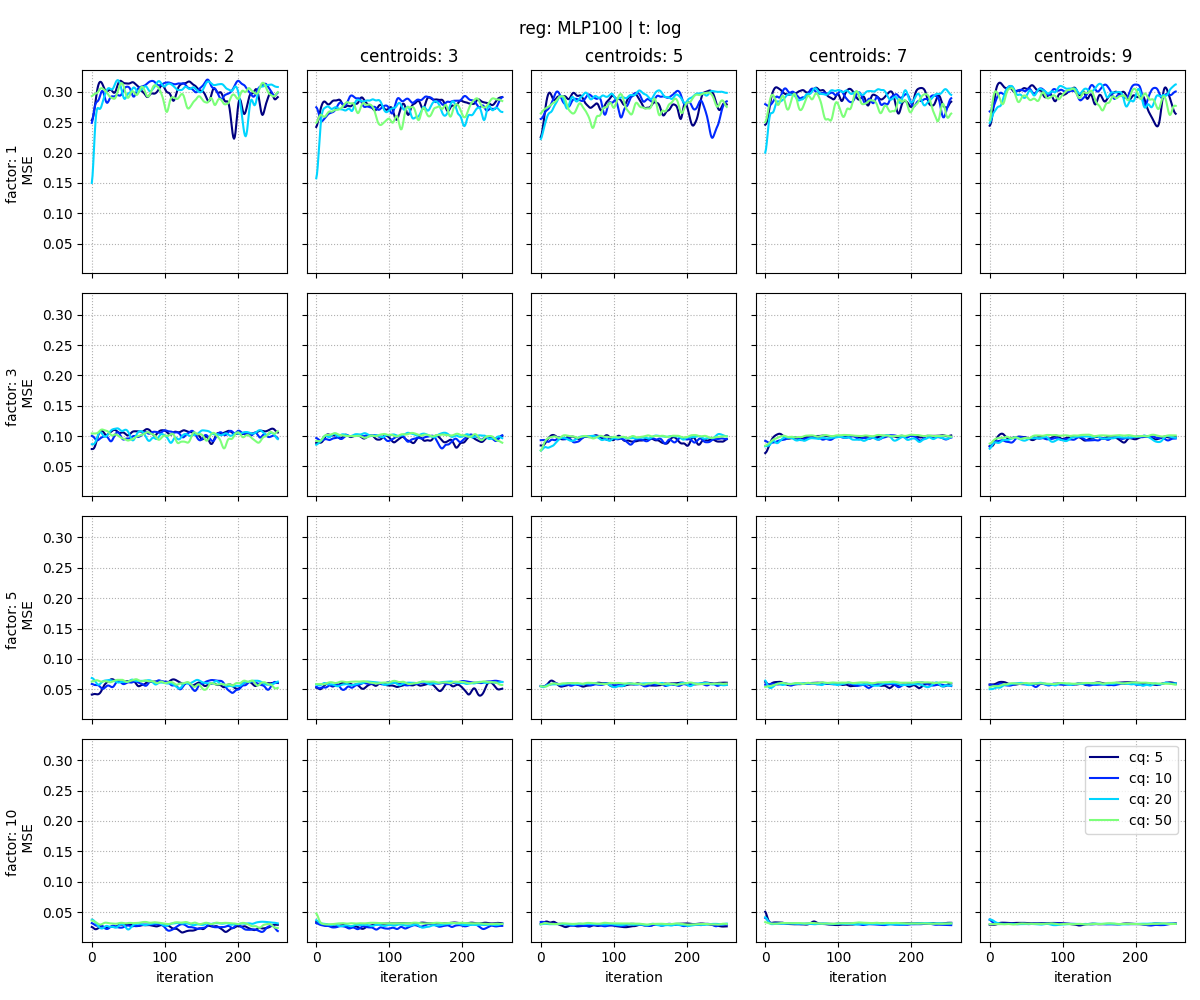 reg: MLP100 | t: log
centroids: 2
centroids: 3
centroids: 5
centroids: 7
centroids: 9
factor: 1
MSE
0.30
0.25
0.20
0.15
0.10
0.05
factor: 3
MSE
0.30
0.25
0.20
0.15
0.10
0.05
factor: 5
MSE
0.30
0.25
0.20
0.15
0.10
0.05
factor: 10
MSE
0.30
0.25
0.20
0.15
0.10
0.05
cq: 5
cq: 10
cq: 20
cq: 50
0
200
0
200
0
200
0
200
0
200
iteration
iteration
iteration
iteration
iteration